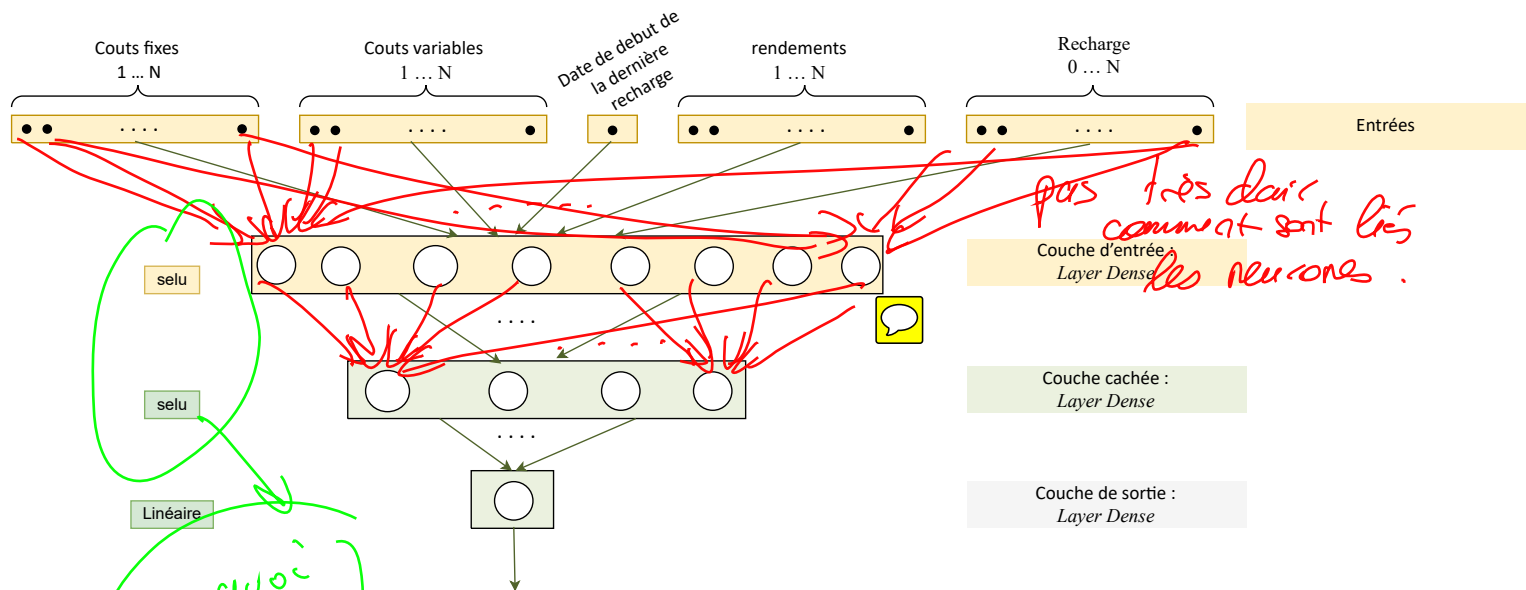 Couts fixes
1 ... N
Couts variables
1 … N
Date de debut de
la dernière
recharge
rendements
1 … N
Recharge
0 … N
. . . .
. . . .
. . . .
. . . .
Entrées
pas très clair
comment sont liés
les neurones .
selu
Couche d'entrée :
Layer Dense
. . . .
selu
Couche cachée :
Layer Dense
. . . .
Linéaire
Couche de sortie :
Layer Dense